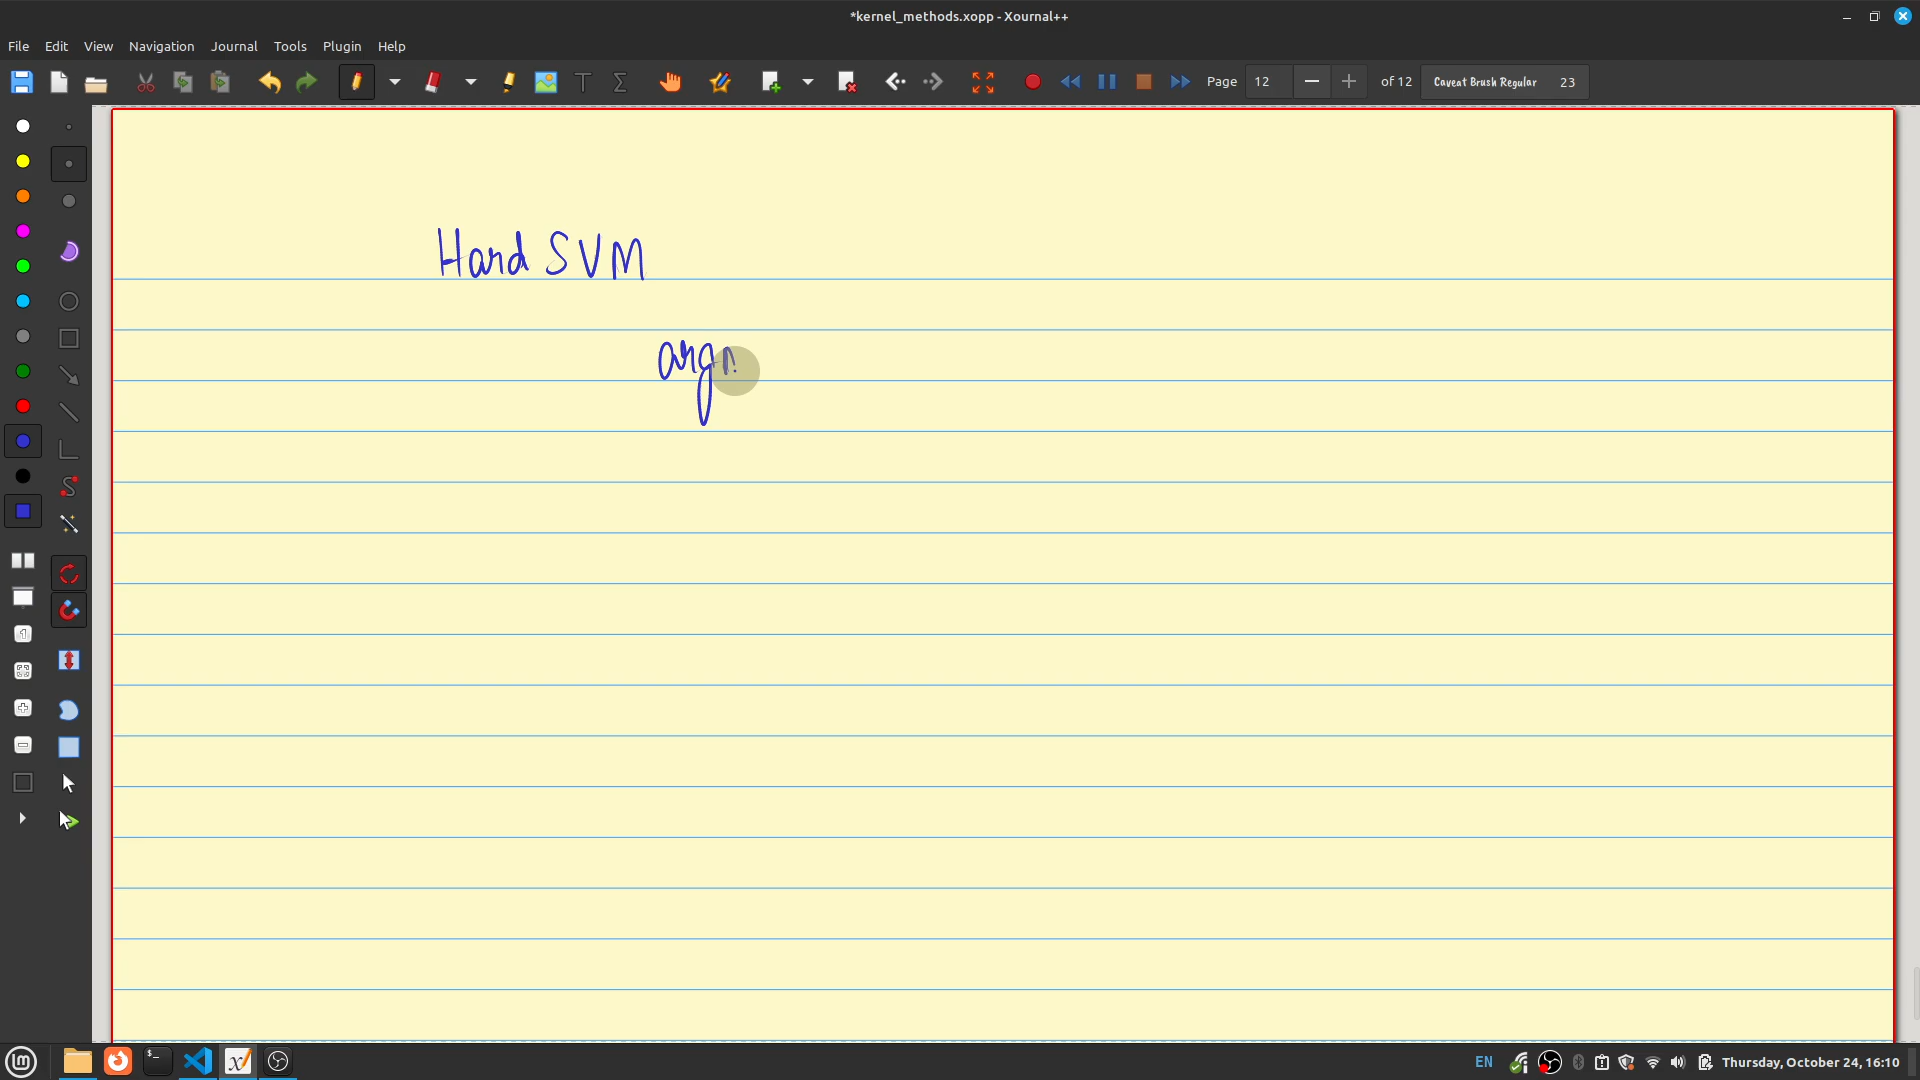 *kernel_methods.xopp - Xournal++
File Edit View Navigation Journal Tools Plugin Help
Page 12 of 12 Caveat Brush Regular 23
Hard SVM
EN Thursday, October 24, 16:10